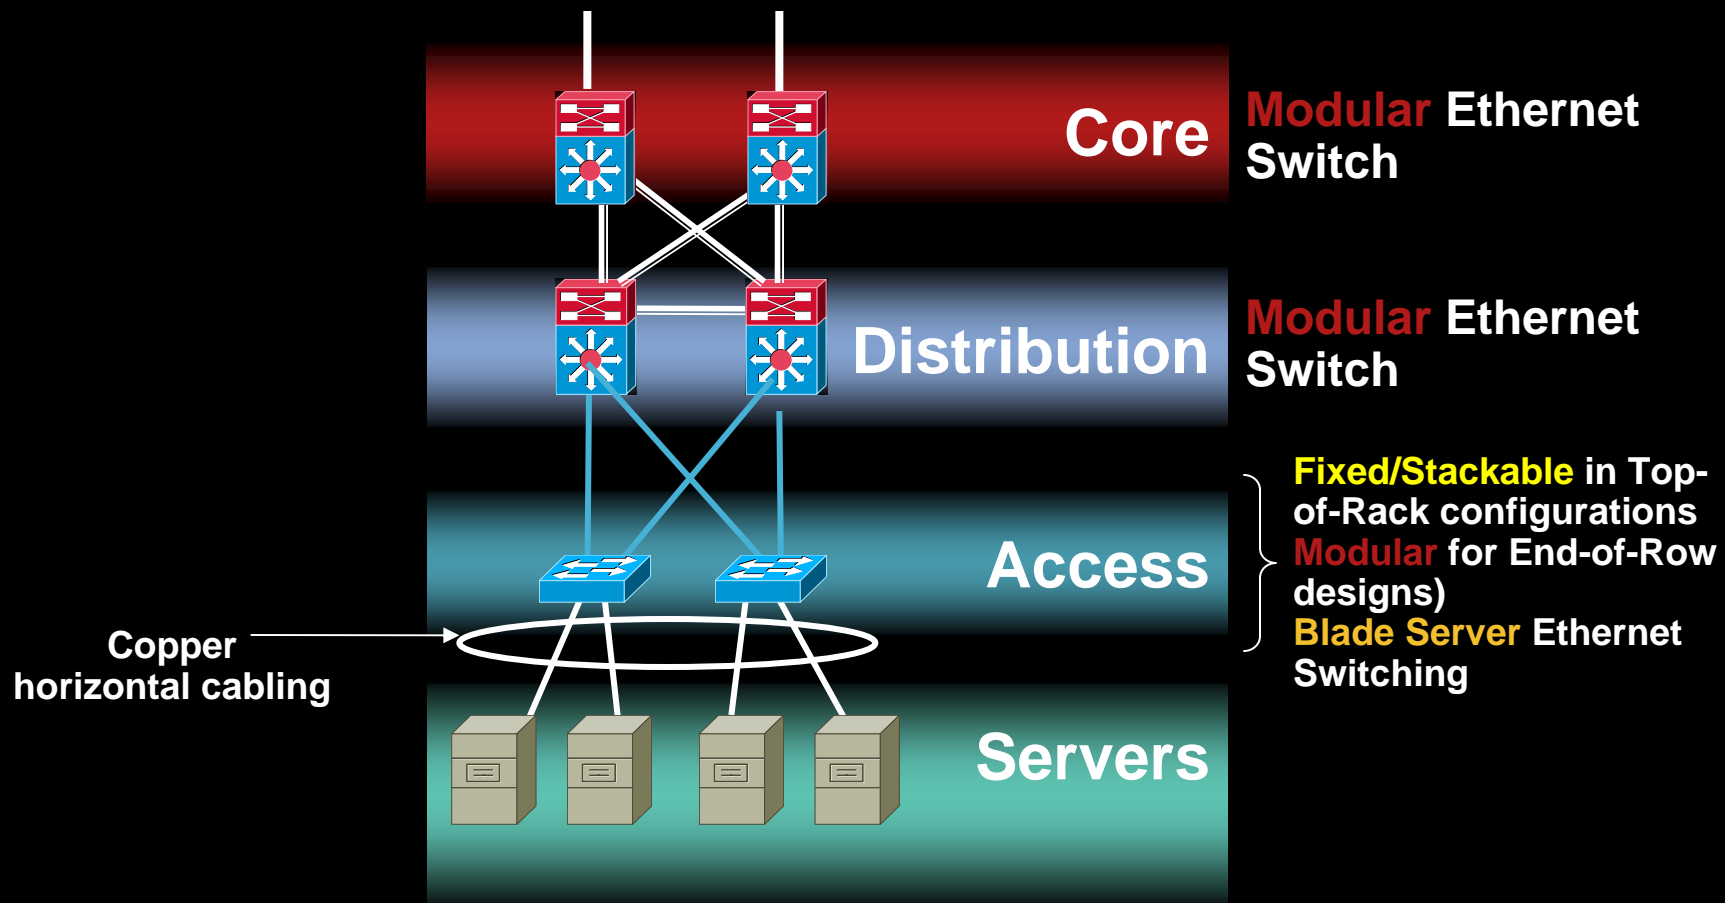 Core
Modular Ethernet
Switch
Distribution
Modular Ethernet
Switch
Access
Fixed/Stackable in Top-
of-Rack configurations
Modular for End-of-Row
designs)
Blade Server Ethernet
Switching
Copper
horizontal cabling
Servers